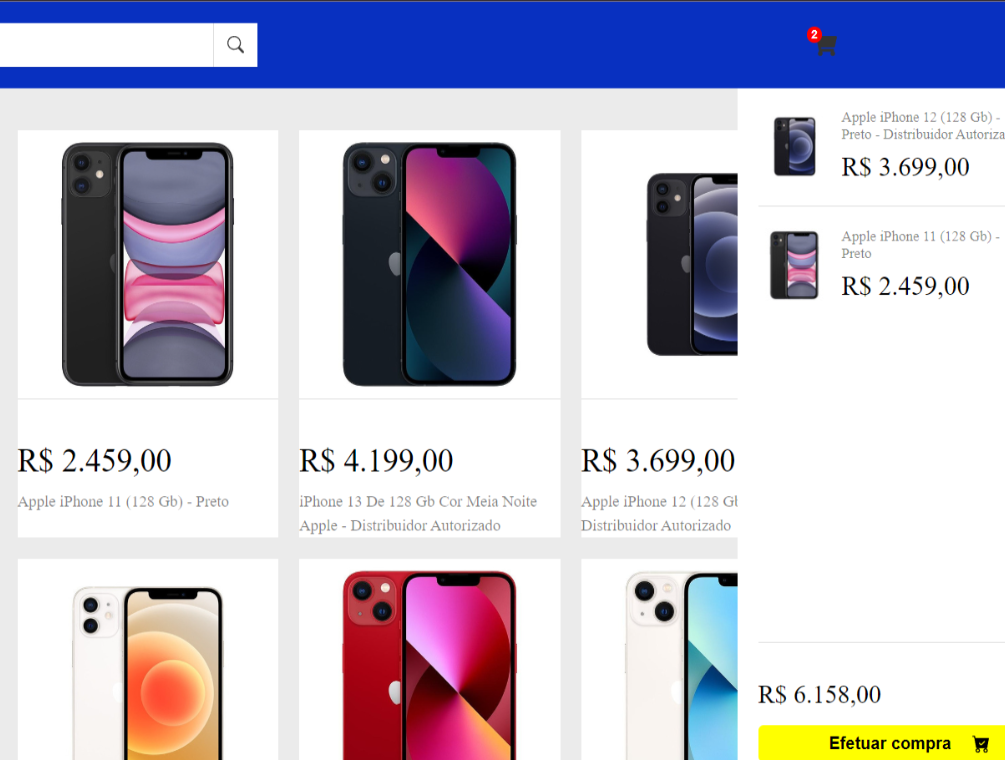 2
Apple iPhone 12 (128 Gb) -
Preto - Distribuidor
R$ 3.699,00
Apple iPhone 11 (128 Gb) -
Preto
R$ 2.459,00
R$ 2.459,00
Apple iPhone 11 (128 Gb) - Preto
R$ 4.199,00
iPhone 13 De 128 Gb Cor Meia Noite
Apple - Distribuidor Autorizado
R$ 3.699,00
Apple iPhone 12 (128
Distribuidor Autorizado
R$ 6.158,00
Efetuar compra